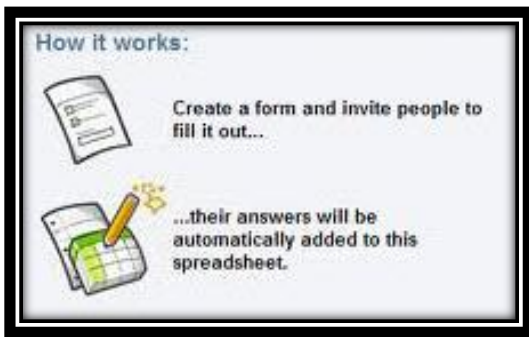 How it works:
Create a form and invite people to
fill it out...
...their answers will be
automatically added to this
spreadsheet.